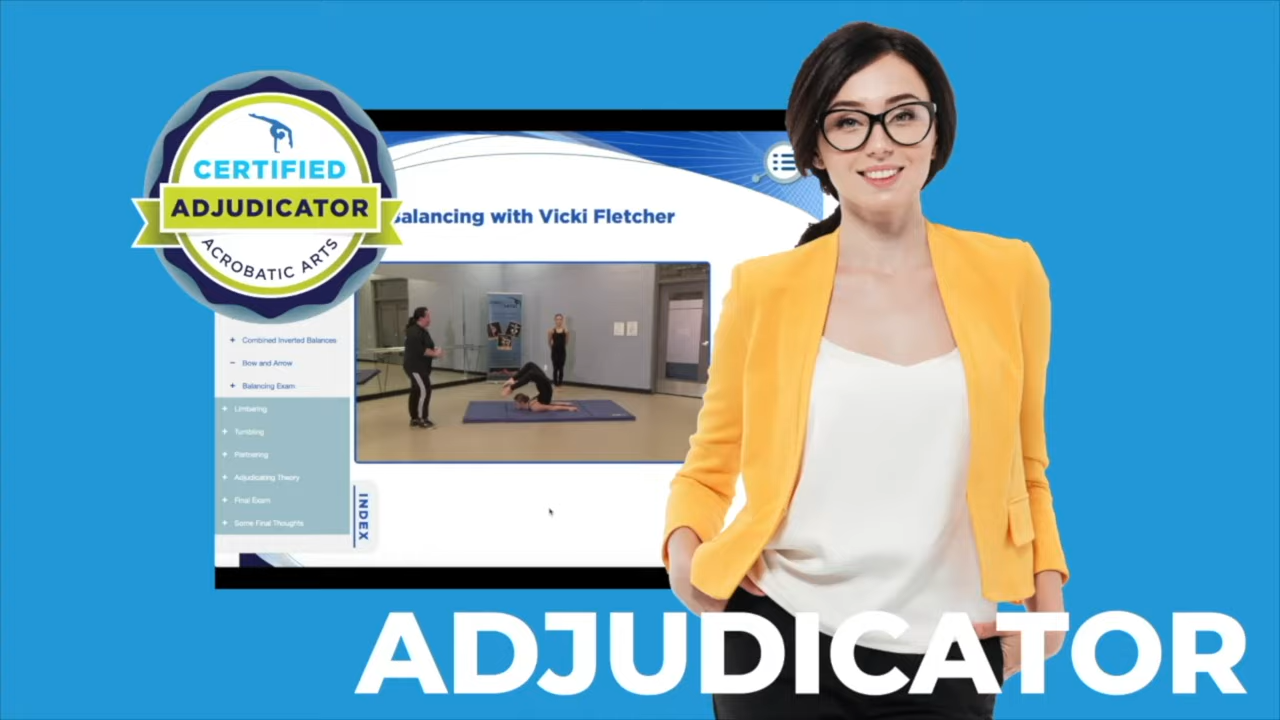 CERTIFIED
ADJUDICATOR
ACROBATIC ARTS
alancing with Vicki Fletcher
+ Combined Inverted Balances
− Bow and Arrow
+ Balancing Exam
+ Limbering
+ Tumbling
+ Partnering
+ Adjudicating Theory
+ Final Exam
+ Some Final Thoughts
INDEX
ADJUDICATOR